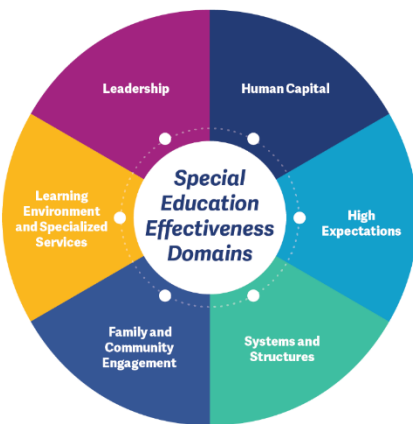 Leadership
Human Capital
Special
Education
Effectiveness
Domains
Learning
Environment
and Specialized
Services
High
Expectations
Family and
Community
Engagement
Systems and
Structures